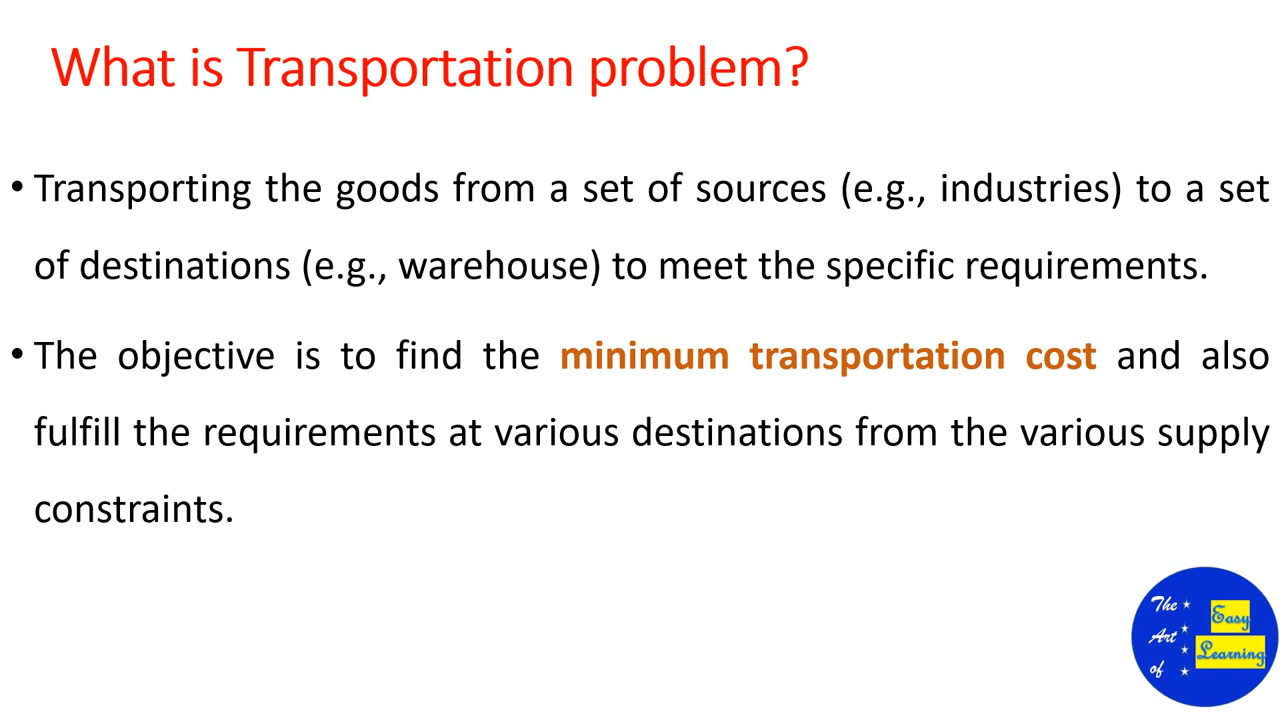 What is Transportation problem?
• Transporting the goods from a set of sources (e.g., industries) to a set
of destinations (e.g., warehouse) to meet the specific requirements.
• The objective is to find the minimum transportation cost and also
fulfill the requirements at various destinations from the various supply
constraints.
The
Art
of
Easy
Learning